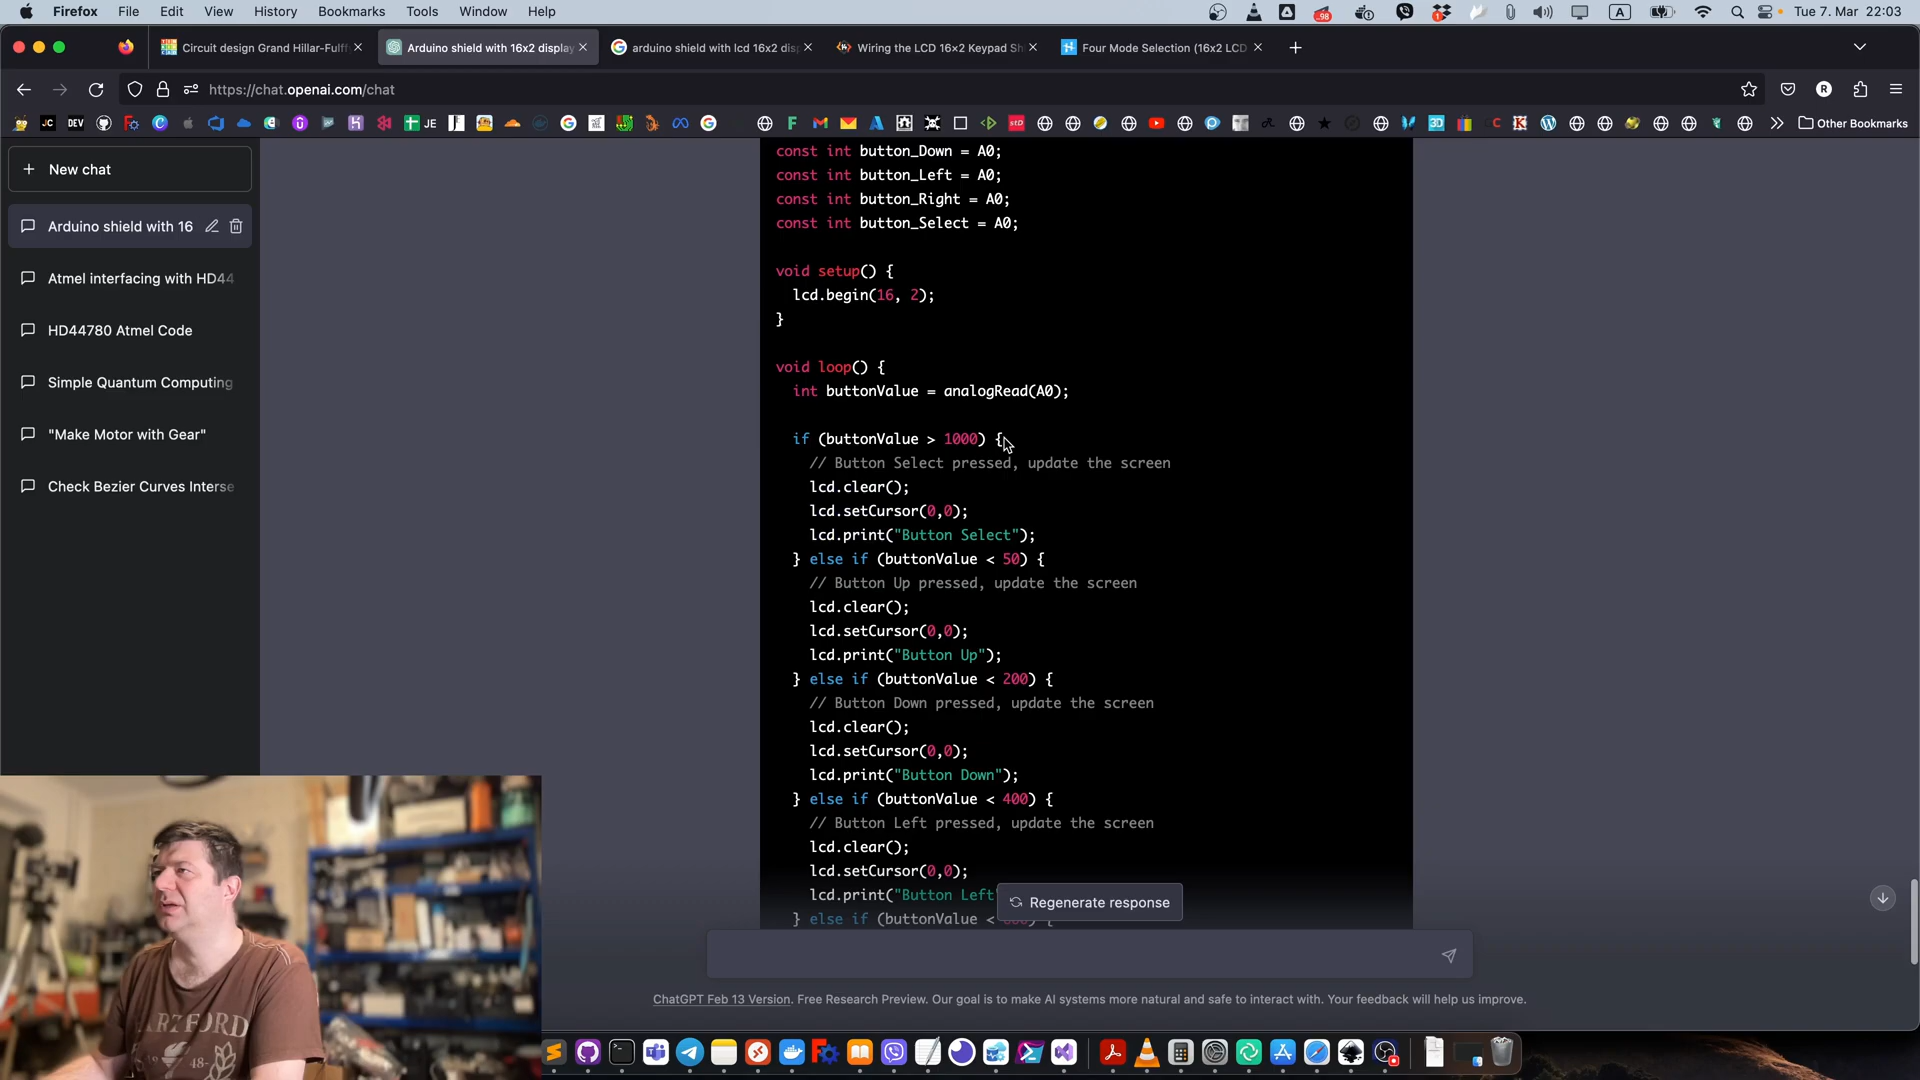 Firefox File Edit View History Bookmarks Tools Window Help
98 1 A Tue 7. Mar 22:03
Circuit design Grand Hillar-Fulf
Arduino shield with 16x2 display
arduino shield with lcd 16x2 dis
Wiring the LCD 16×2 Keypad Sh
Four Mode Selection (16x2 LCD
https://chat.openai.com/chat
R
JC DEV JE Other Bookmarks
New chat
Arduino shield with 16
Atmel interfacing with HD44
HD44780 Atmel Code
Simple Quantum Computing
"Make Motor with Gear"
Check Bezier Curves Interse
const int button_Down = A0;
const int button_Left = A0;
const int button_Right = A0;
const int button_Select = A0;
void setup() {
lcd.begin(16, 2);
}
void loop() {
int buttonValue = analogRead(A0);
if (buttonValue > 1000) {
// Button Select pressed, update the screen
lcd.clear();
lcd.setCursor(0,0);
lcd.print("Button Select");
} else if (buttonValue < 50) {
// Button Up pressed, update the screen
lcd.clear();
lcd.setCursor(0,0);
lcd.print("Button Up");
} else if (buttonValue < 200) {
// Button Down pressed, update the screen
lcd.clear();
lcd.setCursor(0,0);
lcd.print("Button Down");
} else if (buttonValue < 400) {
// Button Left pressed, update the screen
lcd.clear();
lcd.setCursor(0,0);
lcd.print("Button Left
} else if (buttonValue <
Regenerate response
ChatGPT Feb 13 Version. Free Research Preview. Our goal is to make AI systems more natural and safe to interact with. Your feedback will help us improve.